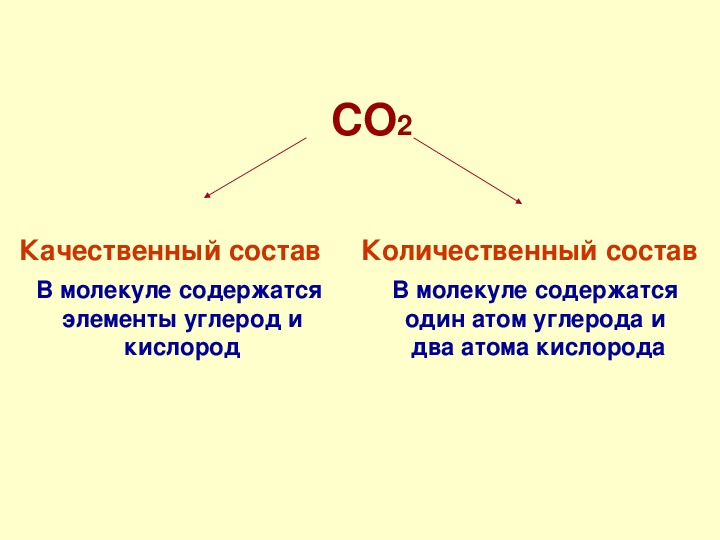 CO2
Качественный состав
В молекуле содержатся
элементы углерод и
кислород
Количественный состав
В молекуле содержатся
один атом углерода и
два атома кислорода